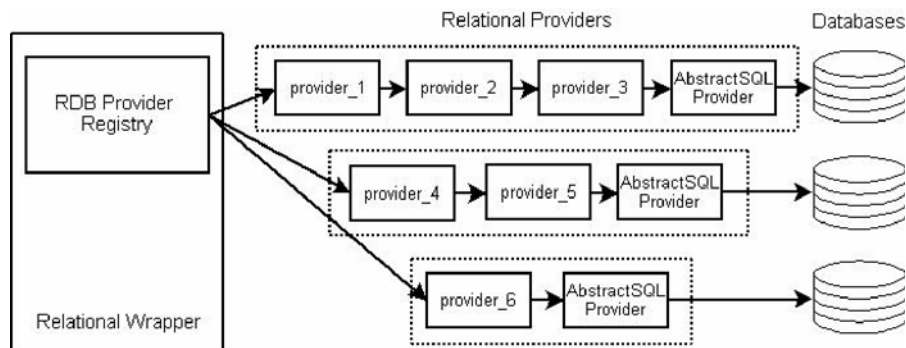 Relational Providers
Databases
RDB Provider
Registry
provider_1
provider_2
provider_3
AbstractSQL
Provider
provider_4
provider_5
AbstractSQL
Provider
provider_6
AbstractSQL
Provider
Relational Wrapper